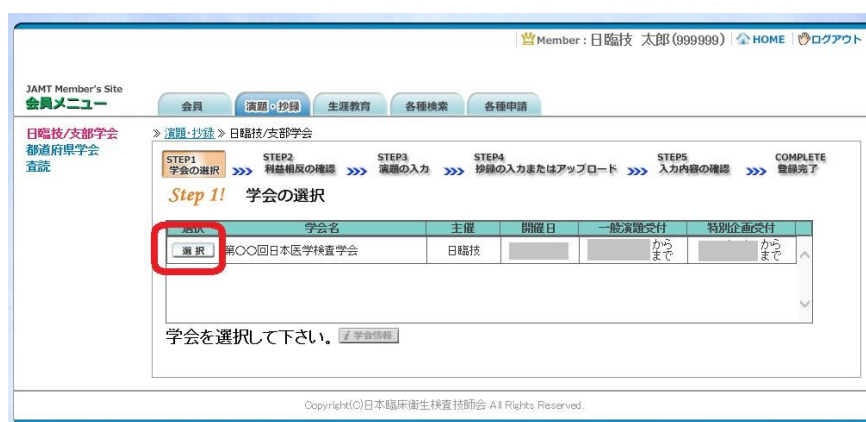 Member : 日臨技 太郎(999999) HOME ログアウト
JAMT Member's Site
会員メニュー
会員 演題・抄録 生涯教育 各種検索 各種申請
日臨技/支部学会
都道府県学会
査読
» 演題・抄録 » 日臨技/支部学会
STEP1 STEP2 STEP3 STEP4 STEP5 COMPLETE
学会の選択 »» 利益相反の確認 »» 演題の入力 »» 抄録の入力またはアップロード »» 入力内容の確認 »» 登録完了
Step 1! 学会の選択
選択 学会名 主催 開催日 一般演題受付 特別企画受付
選択 第〇〇回日本医学検査学会 日臨技 から から
まで まで
学会を選択して下さい。 i 学会情報
Copyright(C)日本臨床衛生検査技師会 All Rights Reserved.